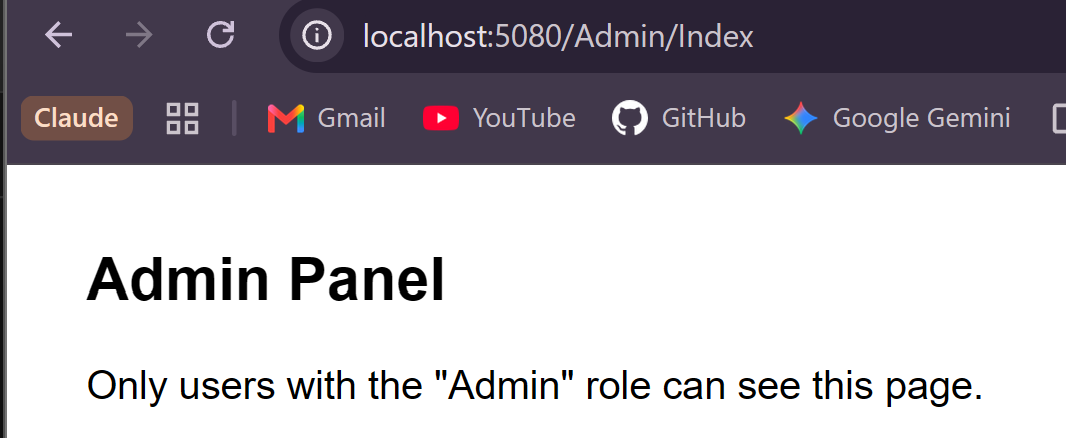 localhost:5080/Admin/Index
Claude Gmail YouTube GitHub Google Gemini
Admin Panel
Only users with the "Admin" role can see this page.